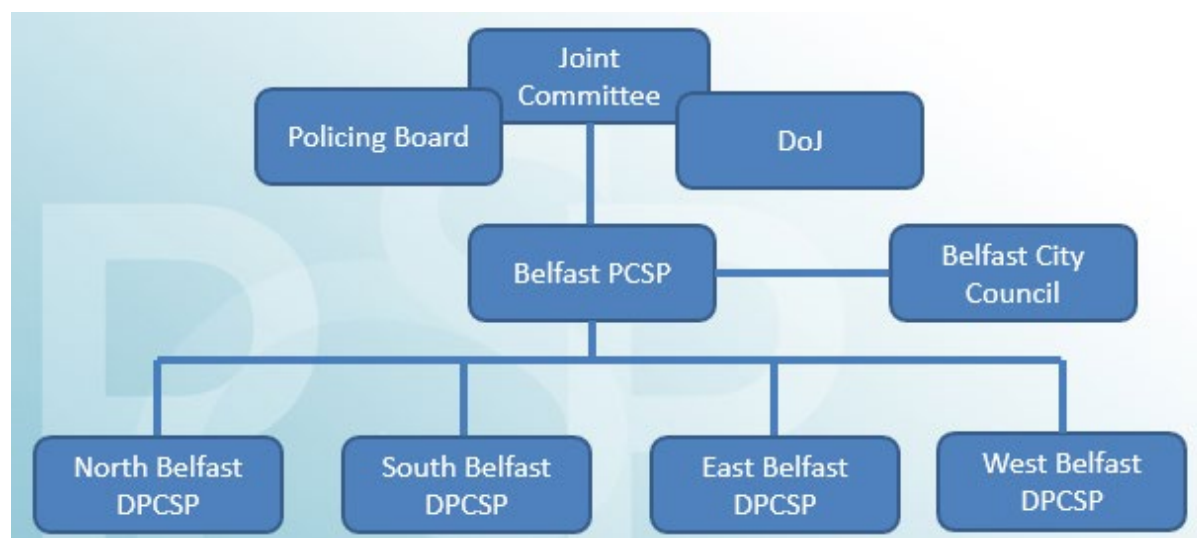 Joint
Committee
Policing Board
DoJ
Belfast PCSP
Belfast City
Council
North Belfast
DPCSP
South Belfast
DPCSP
East Belfast
DPCSP
West Belfast
DPCSP